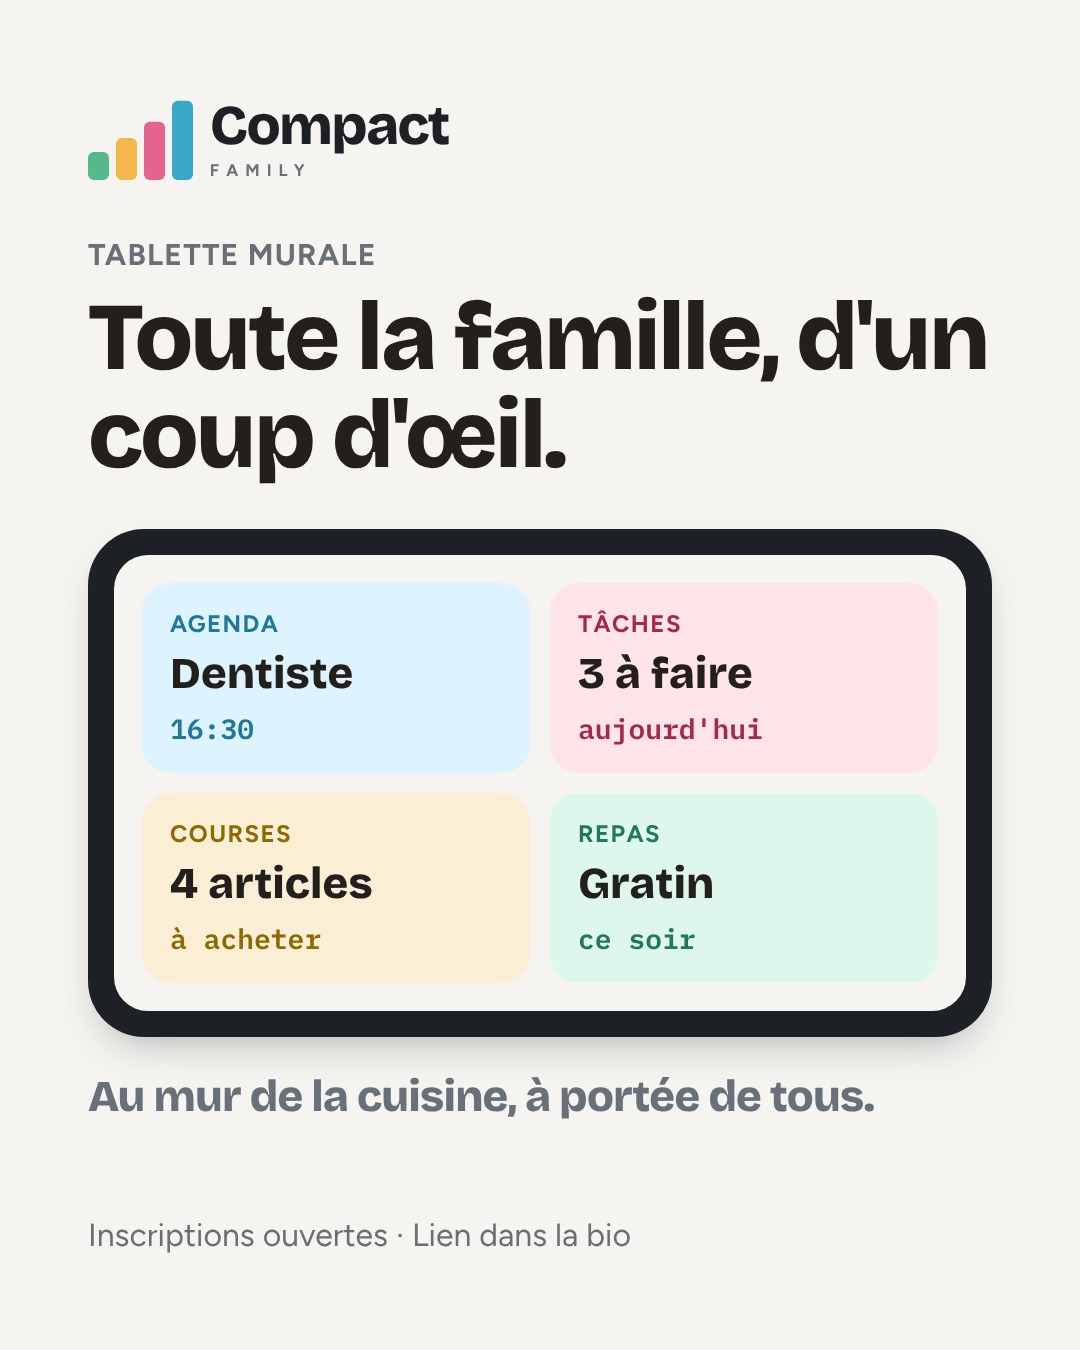 Compact
FAMILY
TABLETTE MURALE
Toute la famille, d'un
coup d'œil.
AGENDA
Dentiste
16:30
TÂCHES
3 à faire
aujourd'hui
COURSES
4 articles
à acheter
REPAS
Gratin
ce soir
Au mur de la cuisine, à portée de tous.
Inscriptions ouvertes · Lien dans la bio